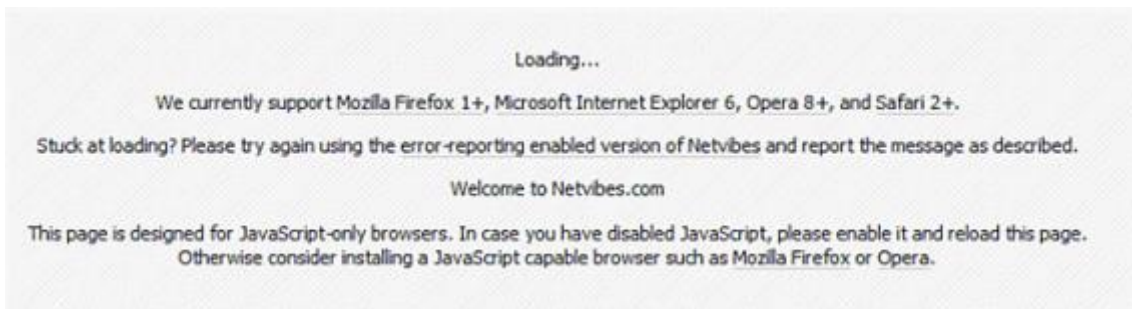 Loading...
We currently support Mozilla Firefox 1+, Microsoft Internet Explorer 6, Opera 8+, and Safari 2+.
Stuck at loading? Please try again using the error-reporting enabled version of Netvibes and report the message as described.
Welcome to Netvibes.com
This page is designed for JavaScript-only browsers. In case you have disabled JavaScript, please enable it and reload this page.
Otherwise consider installing a JavaScript capable browser such as Mozilla Firefox or Opera.